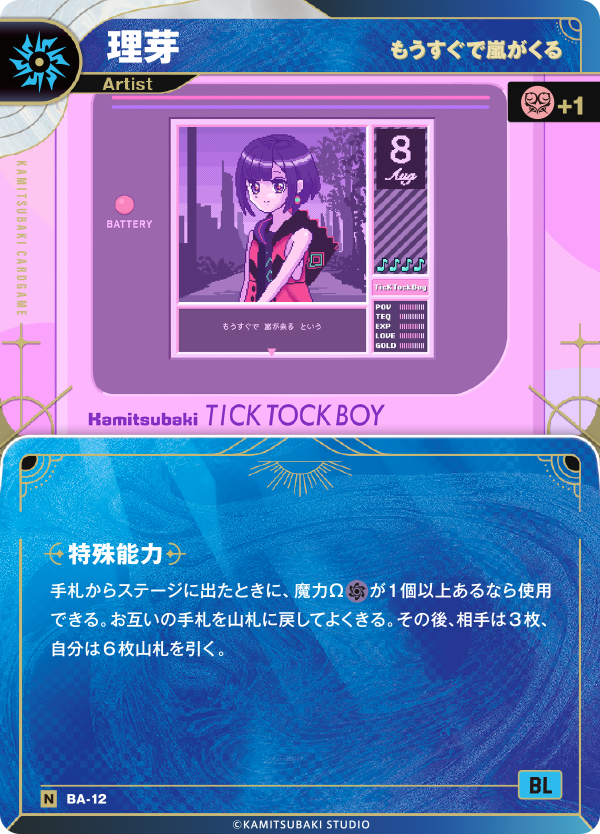 理芽
もうすぐで嵐がくる
Artist
+1
KAMITSUBAKI CARDGAME
BATTERY
8
Aug
TickTockBoy
POV
TEQ
EXP
LOVE
GOLD
もうすぐで 嵐が来る という
Kamitsubaki TICK TOCK BOY
特殊能力
手札からステージに出たときに、魔力Ωが1個以上あるなら使用
できる。お互いの手札を山札に戻してよくきる。その後、相手は3枚、
自分は6枚山札を引く。
BL
N BA-12
©KAMITSUBAKI STUDIO